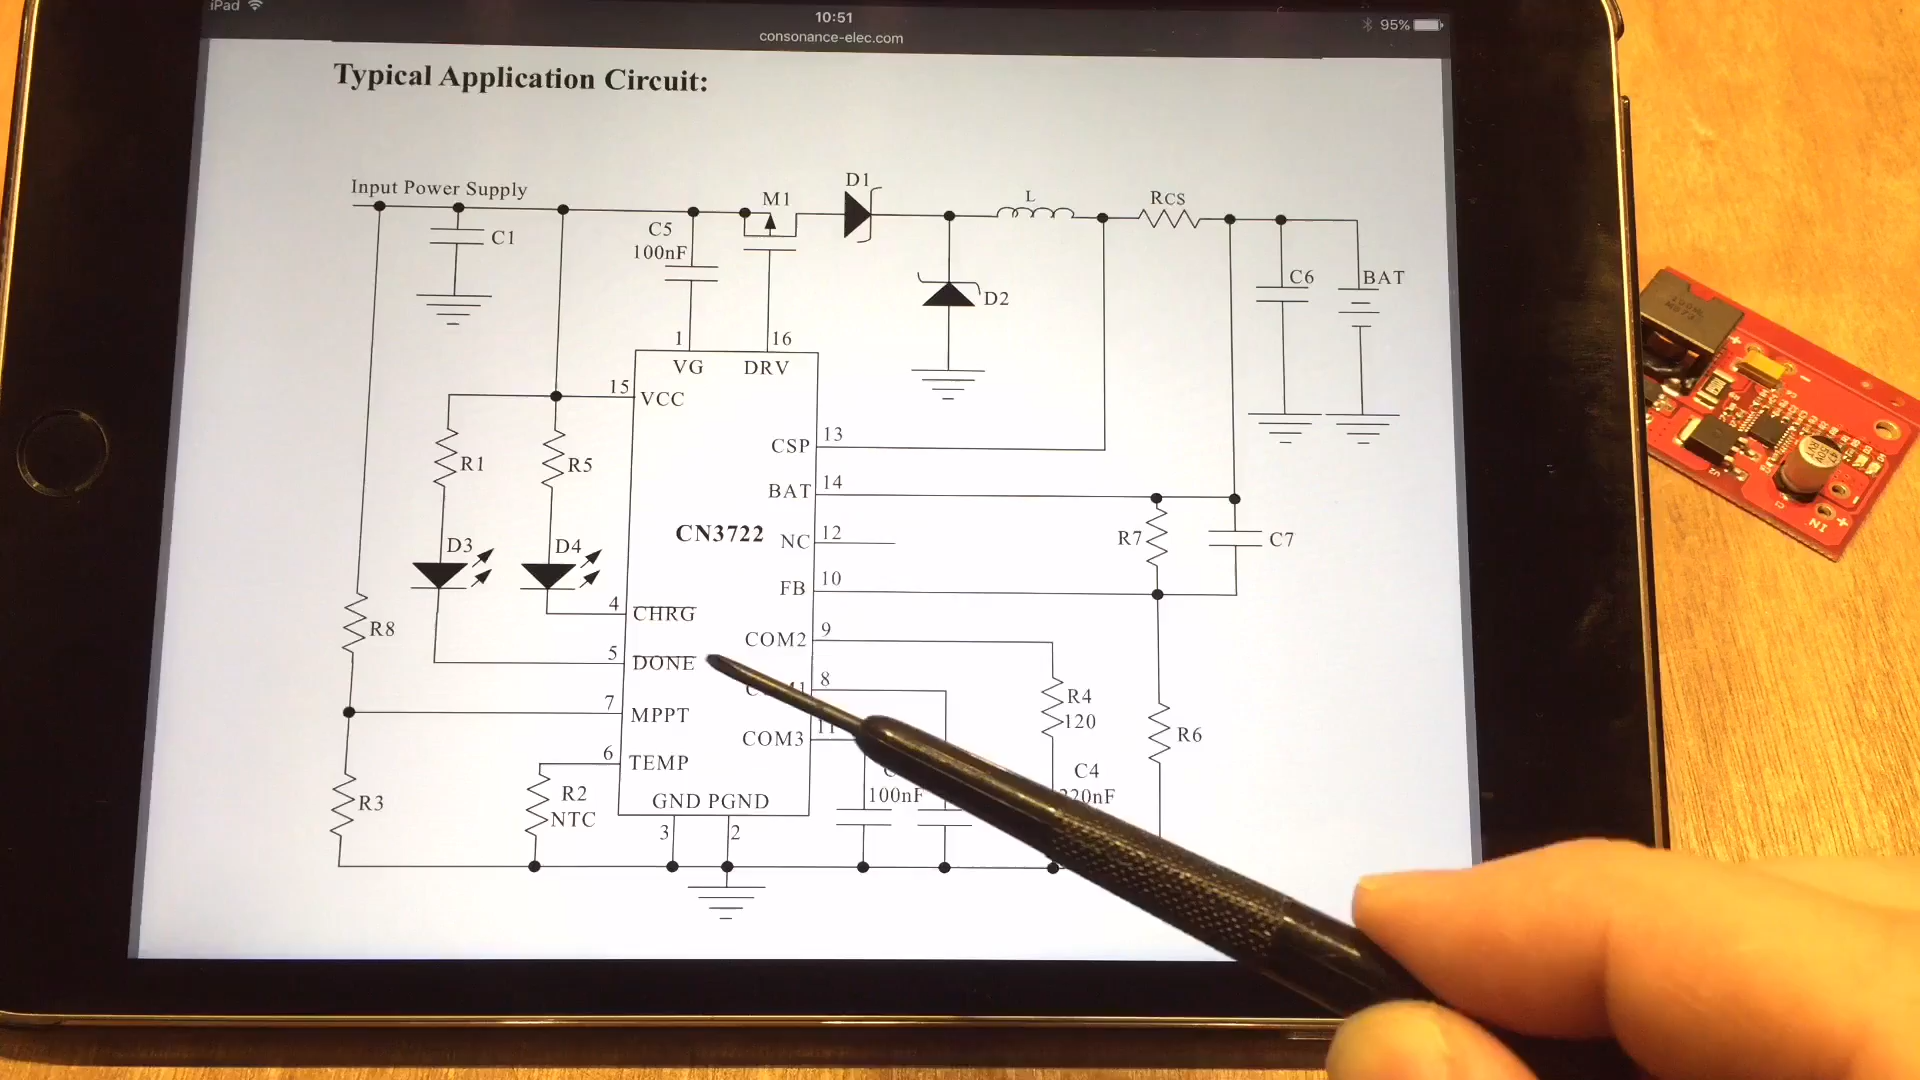 iPad
10:51
95%
consonance-elec.com
Typical Application Circuit:
Input Power Supply
C1
C5
100nF
M1
D1
D2
L
RCS
C6
BAT
1
16
VG
DRV
15
VCC
R1
R5
CSP
13
BAT
14
CN3722
NC
12
R7
C7
D3
D4
FB
10
4
CHRG
R8
COM2
9
5
DONE
8
7
MPPT
R4
120
COM3
11
R6
6
TEMP
R2
NTC
R3
GND PGND
3
2
100nF
C4
220nF
IN